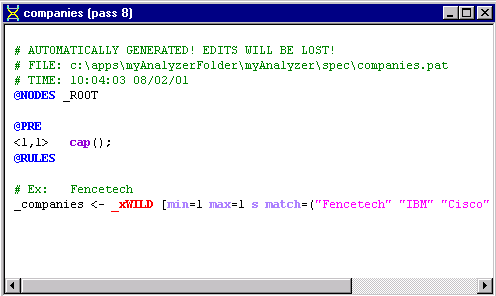 companies (pass 8)
# AUTOMATICALLY GENERATED! EDITS WILL BE LOST!
# FILE: c:\apps\myAnalyzerFolder\myAnalyzer\spec\companies.pat
# TIME: 10:04:03 08/02/01
@NODES _ROOT
@PRE
<1,1>   cap();
@RULES
# Ex:   Fencetech
_companies <- _xWILD [min=1 max=1 s match=("Fencetech" "IBM" "Cisco"